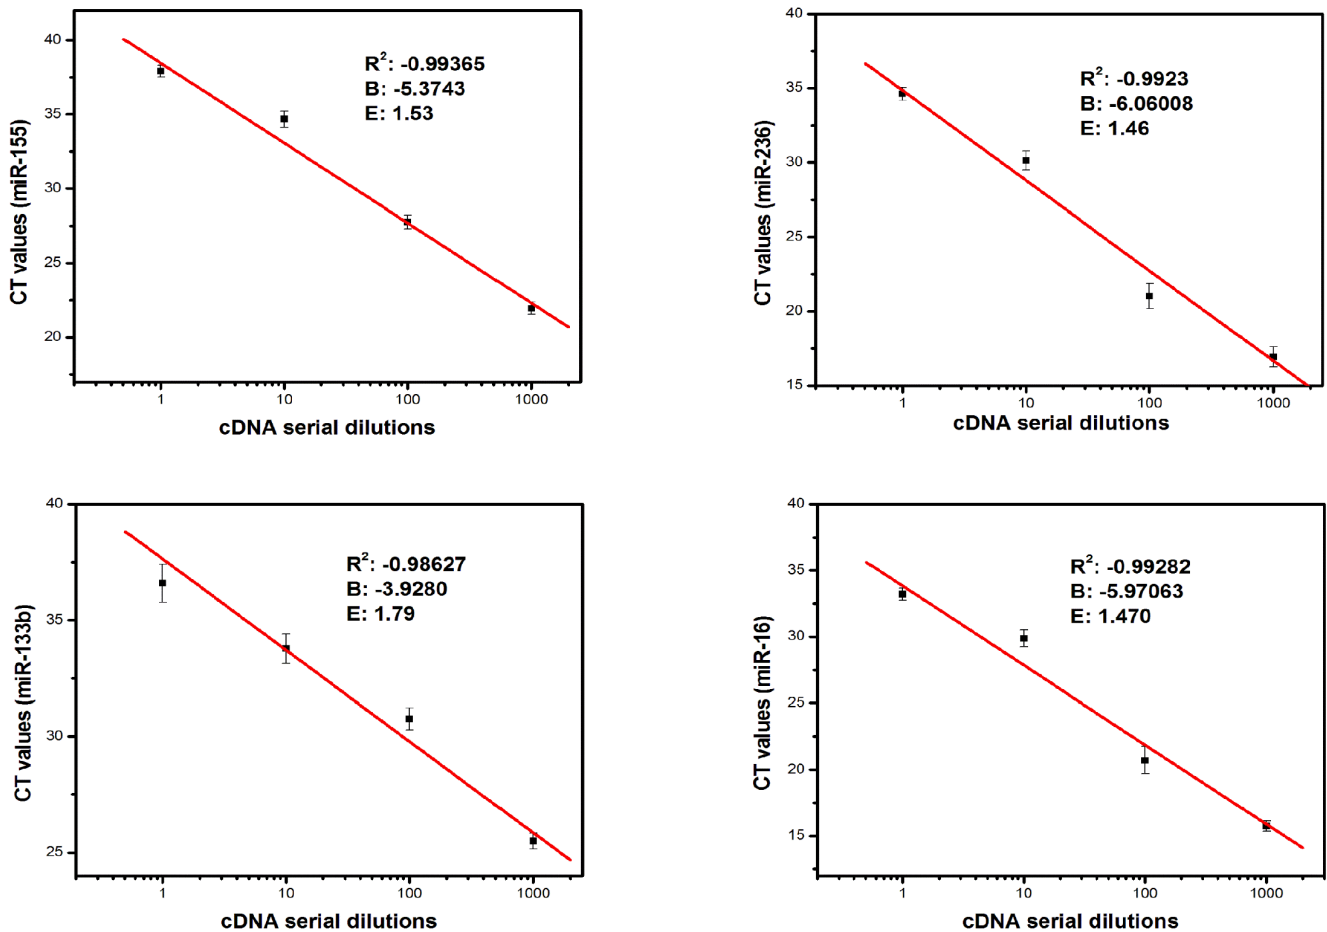 40
35
30
25
20
CT values (miR-155)
R²: -0.99365
B: -5.3743
E: 1.53
1
10
100
1000
cDNA serial dilutions
40
35
30
25
20
15
CT values (miR-236)
R²: -0.9923
B: -6.06008
E: 1.46
1
10
100
1000
cDNA serial dilutions
40
35
30
25
CT values (miR-133b)
R²: -0.98627
B: -3.9280
E: 1.79
1
10
100
1000
cDNA serial dilutions
40
35
30
25
20
15
CT values (miR-16)
R²: -0.99282
B: -5.97063
E: 1.470
1
10
100
1000
cDNA serial dilutions